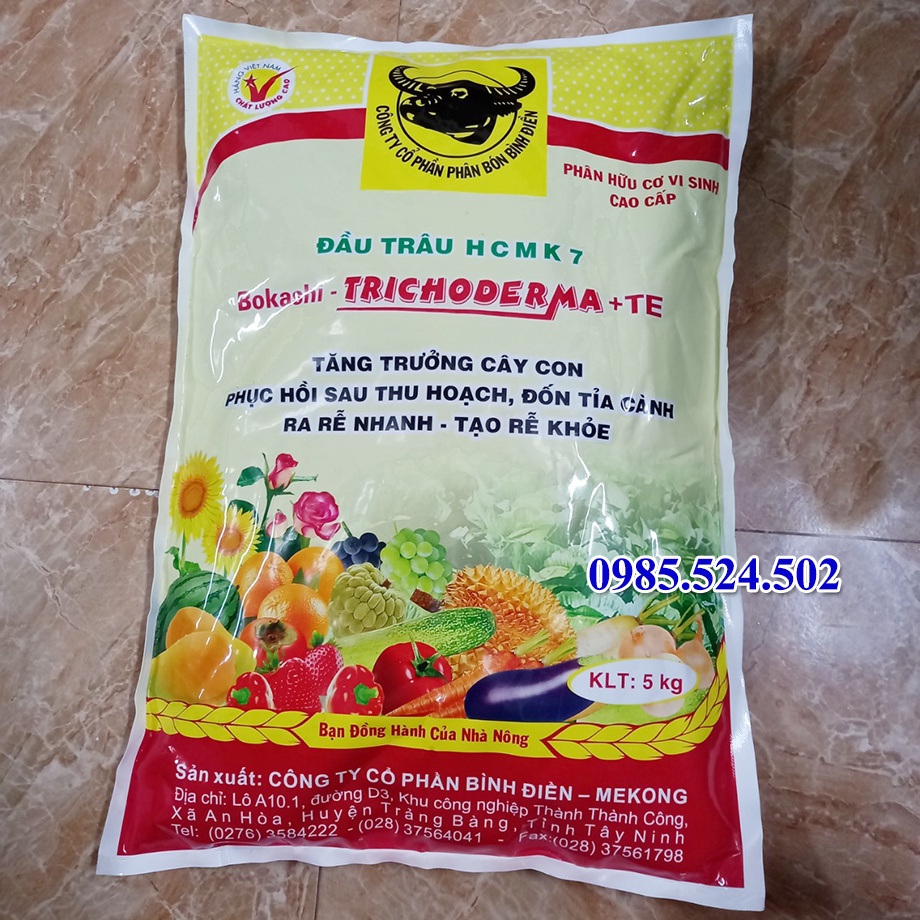 HÀNG VIỆT NAM
CHẤT LƯỢNG CAO
CÔNG TY CỔ PHẦN PHÂN BÓN BÌNH ĐIỀN
PHÂN HỮU CƠ VI SINH
CAO CẤP
ĐẦU TRÂU HCMK 7
Bokashi - TRICHODERMA +TE
TĂNG TRƯỞNG CÂY CON
PHỤC HỒI SAU THU HOẠCH, ĐỐN TỈA CÀNH
RA RỄ NHANH - TẠO RỄ KHỎE
0985.524.502
KLT: 5 kg
Bạn Đồng Hành Của Nhà Nông
Sản xuất: CÔNG TY CỔ PHẦN BÌNH ĐIỀN – MEKONG
Địa chỉ: Lô A10.1, đường D3, Khu công nghiệp Thành Thành Công,
Xã An Hòa, Huyện Trảng Bàng, Tỉnh Tây Ninh
Tel: (0276) 3584222 - (028) 37564041 - Fax:(028) 37561798